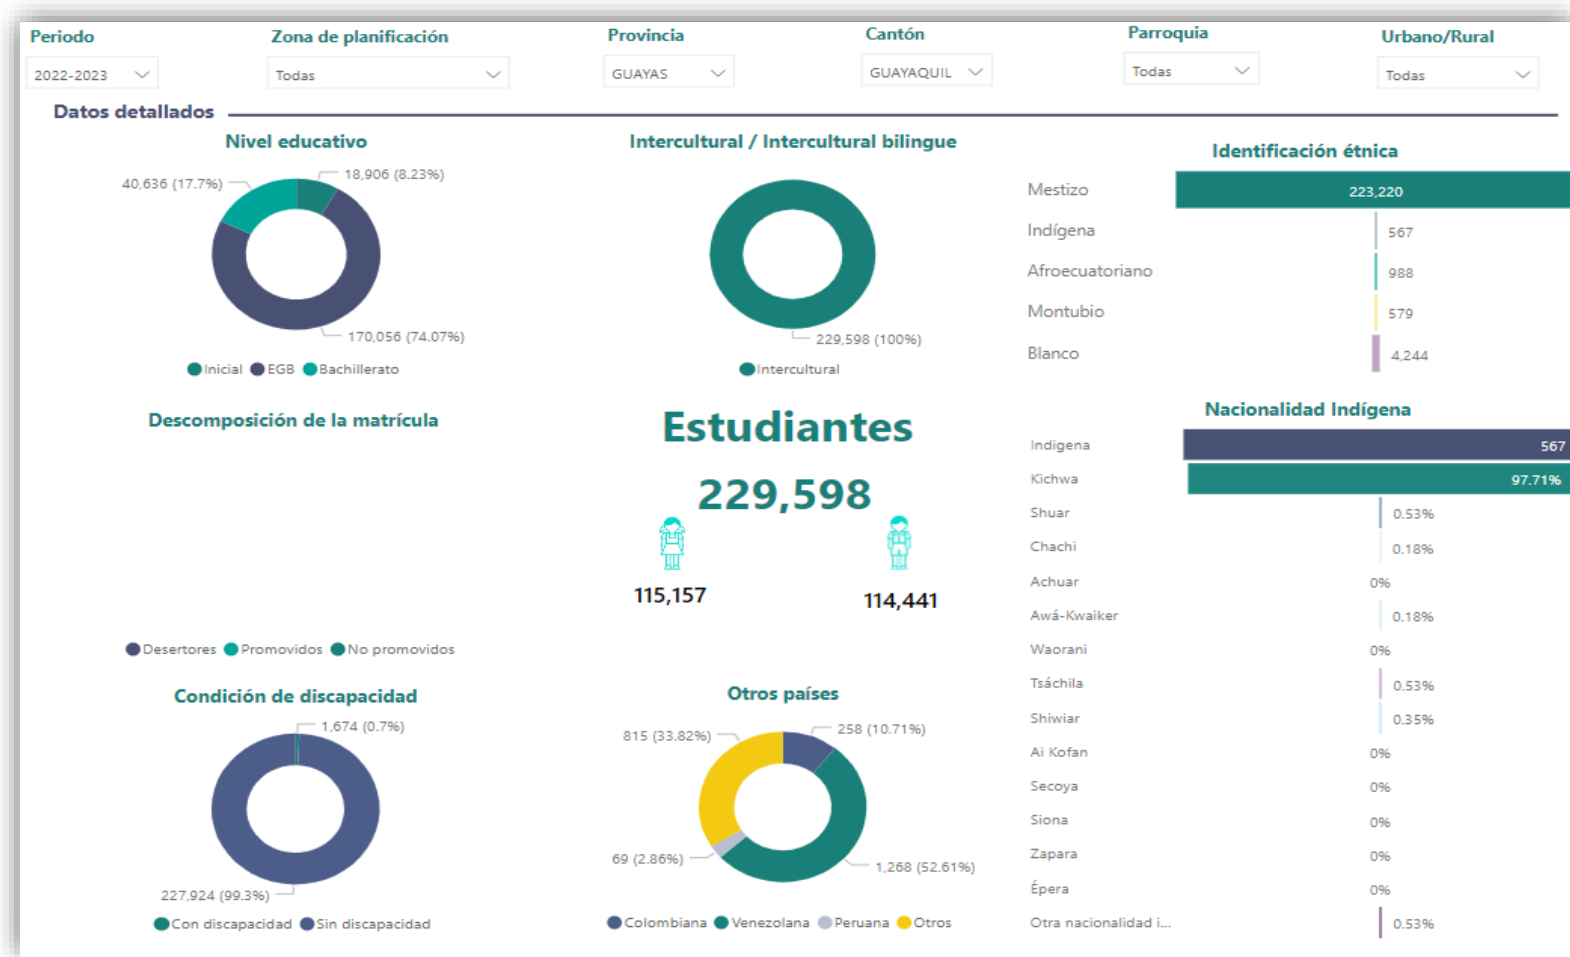 Periodo
Zona de planificación
Provincia
Cantón
Parroquia
Urbano/Rural
2022-2023
Todas
GUAYAS
GUAYAQUIL
Todas
Todas
Datos detallados
Nivel educativo
40,636 (17.7%)
18,906 (8.23%)
170,056 (74.07%)
Inicial EGB Bachillerato
Intercultural / Intercultural bilingue
229,598 (100%)
Intercultural
Identificación étnica
Mestizo 223,220
Indígena 567
Afroecuatoriano 988
Montubio 579
Blanco 4,244
Descomposición de la matrícula
Desertores Promovidos No promovidos
Estudiantes
229,598
115,157
114,441
Nacionalidad Indígena
Indigena 567
Kichwa 97.71%
Shuar 0.53%
Chachi 0.18%
Achuar 0%
Awá-Kwaiker 0.18%
Waorani 0%
Tsáchila 0.53%
Shiwiar 0.35%
Ai Kofan 0%
Secoya 0%
Siona 0%
Zapara 0%
Épera 0%
Otra nacionalidad i... 0.53%
Condición de discapacidad
1,674 (0.7%)
227,924 (99.3%)
Con discapacidad Sin discapacidad
Otros países
815 (33.82%)
258 (10.71%)
69 (2.86%)
1,268 (52.61%)
Colombiana Venezolana Peruana Otros